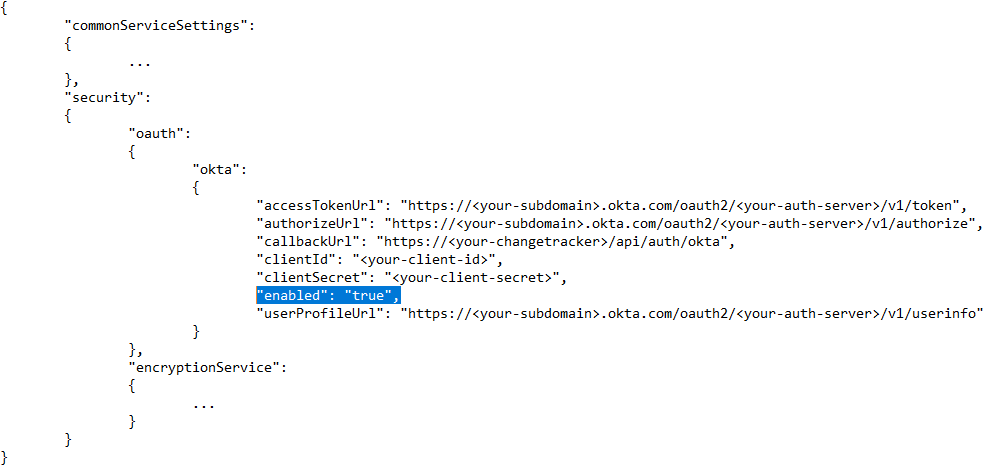 {
"commonServiceSettings":
{
...
},
"security":
{
"oauth":
{
"okta":
{
"accessTokenUrl": "https://<your-subdomain>.okta.com/oauth2/<your-auth-server>/v1/token",
"authorizeUrl": "https://<your-subdomain>.okta.com/oauth2/<your-auth-server>/v1/authorize",
"callbackUrl": "https://<your-changetracker>/api/auth/okta",
"clientId": "<your-client-id>",
"clientSecret": "<your-client-secret>",
"enabled": "true",
"userProfileUrl": "https://<your-subdomain>.okta.com/oauth2/<your-auth-server>/v1/userinfo"
}
},
"encryptionService":
{
...
}
}
}